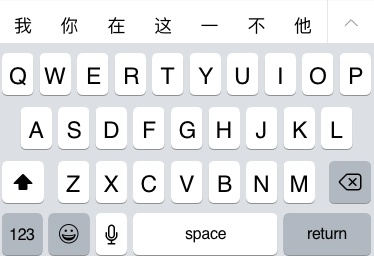 我 你 在 这 一 不 他
Q W E R T Y U I O P
A S D F G H J K L
Z X C V B N M
123 space return